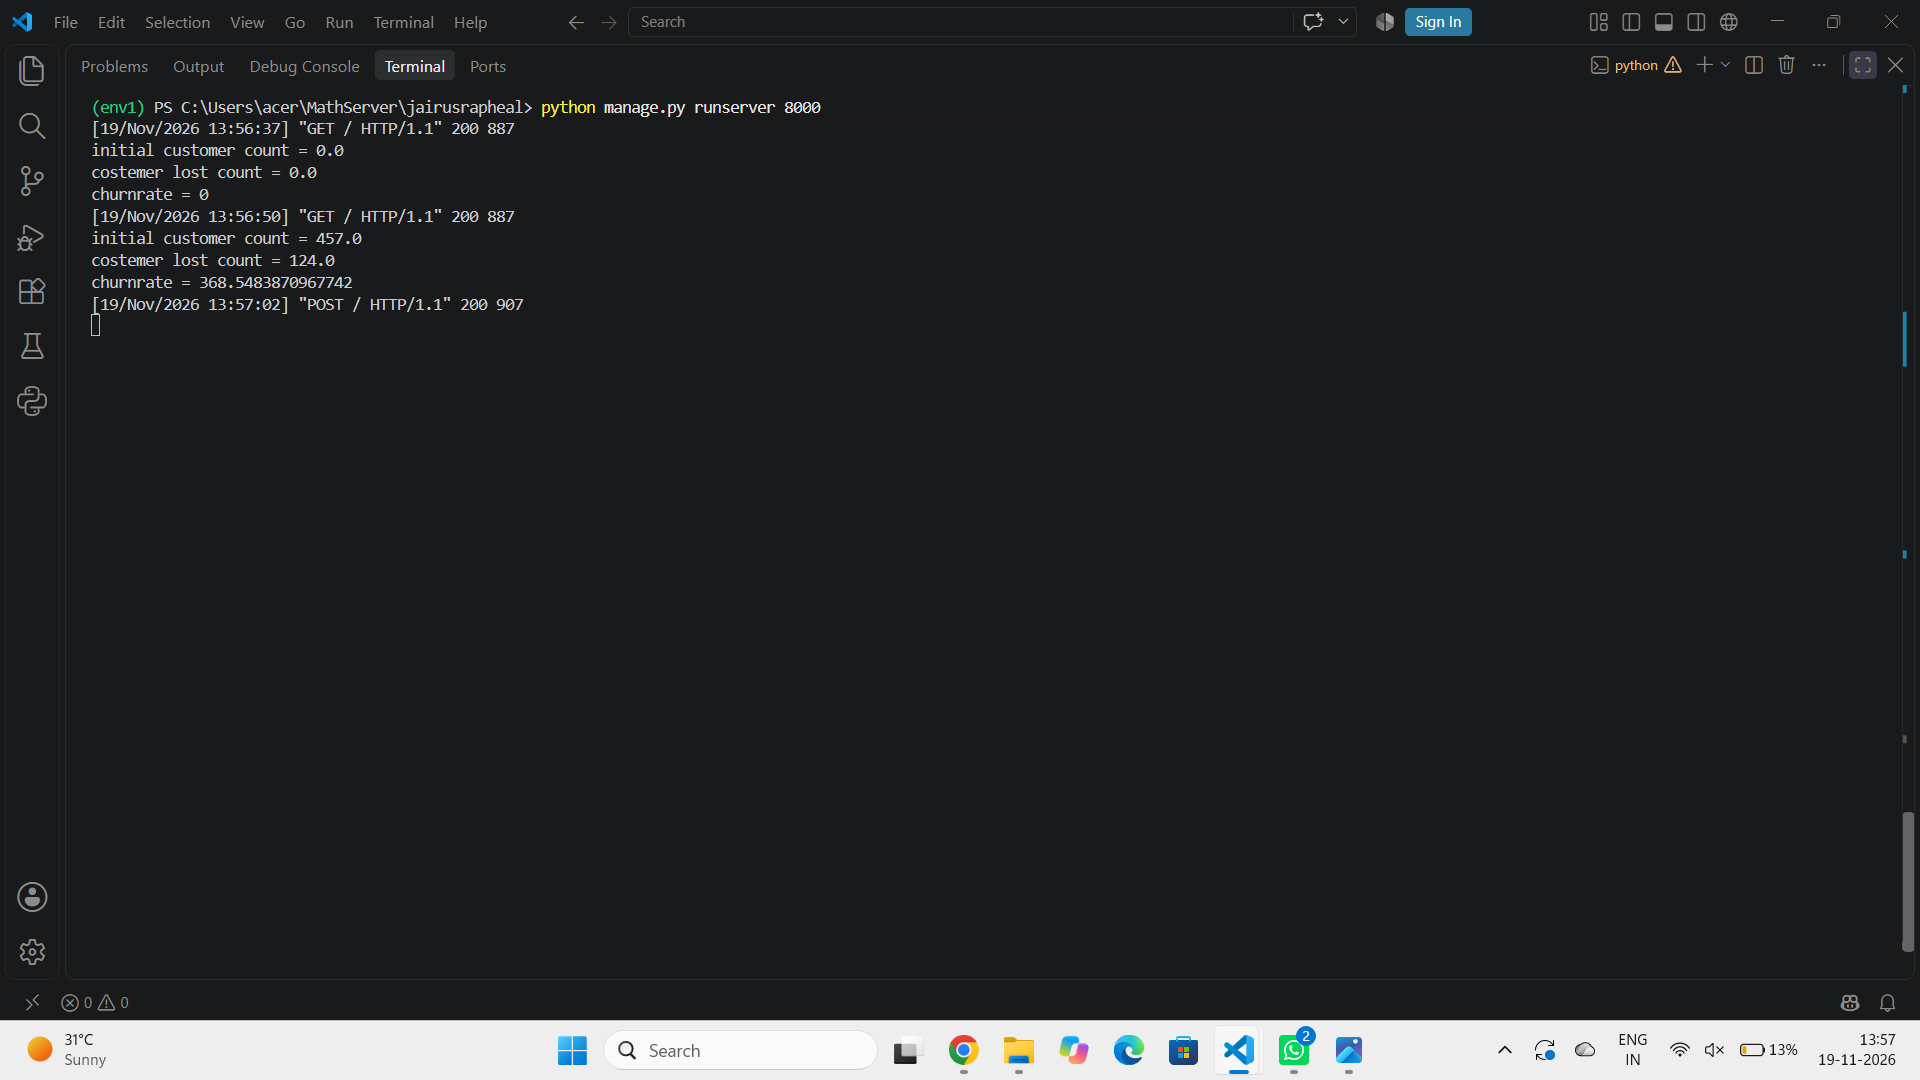 File Edit Selection View Go Run Terminal Help
Search
Sign In
Problems Output Debug Console Terminal Ports
python
(env1) PS C:\Users\acer\MathServer\jairusrapheal> python manage.py runserver 8000
[19/Nov/2026 13:56:37] "GET / HTTP/1.1" 200 887
initial customer count = 0.0
costemer lost count = 0.0
churnrate = 0
[19/Nov/2026 13:56:50] "GET / HTTP/1.1" 200 887
initial customer count = 457.0
costemer lost count = 124.0
churnrate = 368.5483870967742
[19/Nov/2026 13:57:02] "POST / HTTP/1.1" 200 907
0 0
31°C
Sunny
Search
2
ENG
IN
13%
13:57
19-11-2026